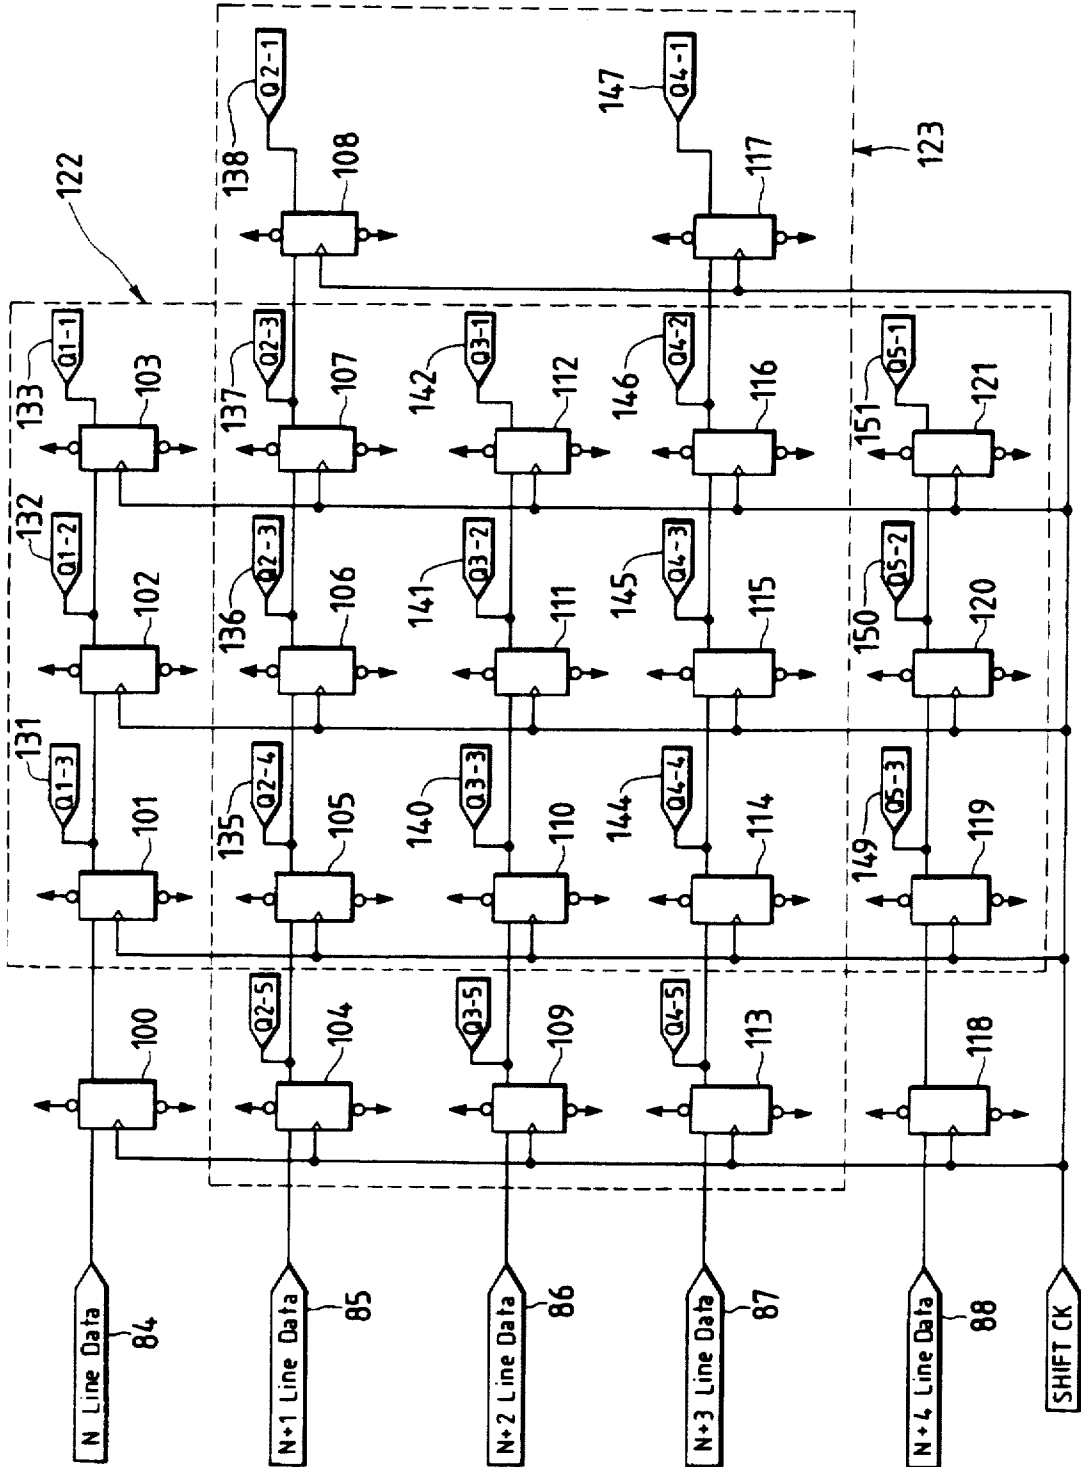 122
133
Q1-1
103
132
Q1-2
102
131
Q1-3
101
100
N Line Data
84
138
Q2-1
108
137
Q2-3
107
136
Q2-3
106
135
Q2-4
105
Q2-5
104
N+1 Line Data
85
142
Q3-1
112
141
Q3-2
111
140
Q3-3
110
Q3-5
109
N+2 Line Data
86
147
Q4-1
117
146
Q4-2
116
145
Q4-3
115
144
Q4-4
114
Q4-5
113
N+3 Line Data
87
123
151
Q5-1
121
150
Q5-2
120
149
Q5-3
119
118
N+4 Line Data
88
SHIFT CK